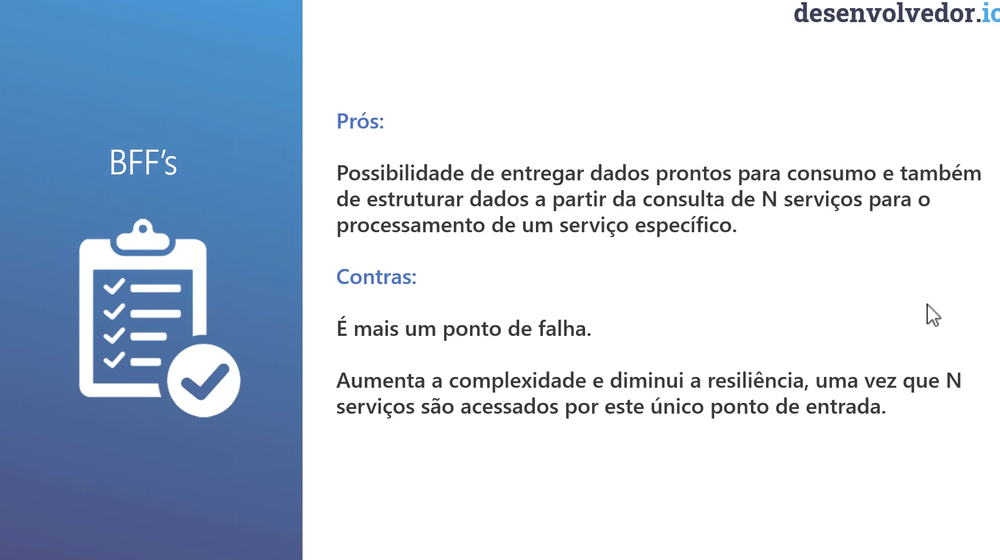 desenvolvedor.io
BFF's
Prós:
Possibilidade de entregar dados prontos para consumo e também
de estruturar dados a partir da consulta de N serviços para o
processamento de um serviço específico.
Contras:
É mais um ponto de falha.
Aumenta a complexidade e diminui a resiliência, uma vez que N
serviços são acessados por este único ponto de entrada.